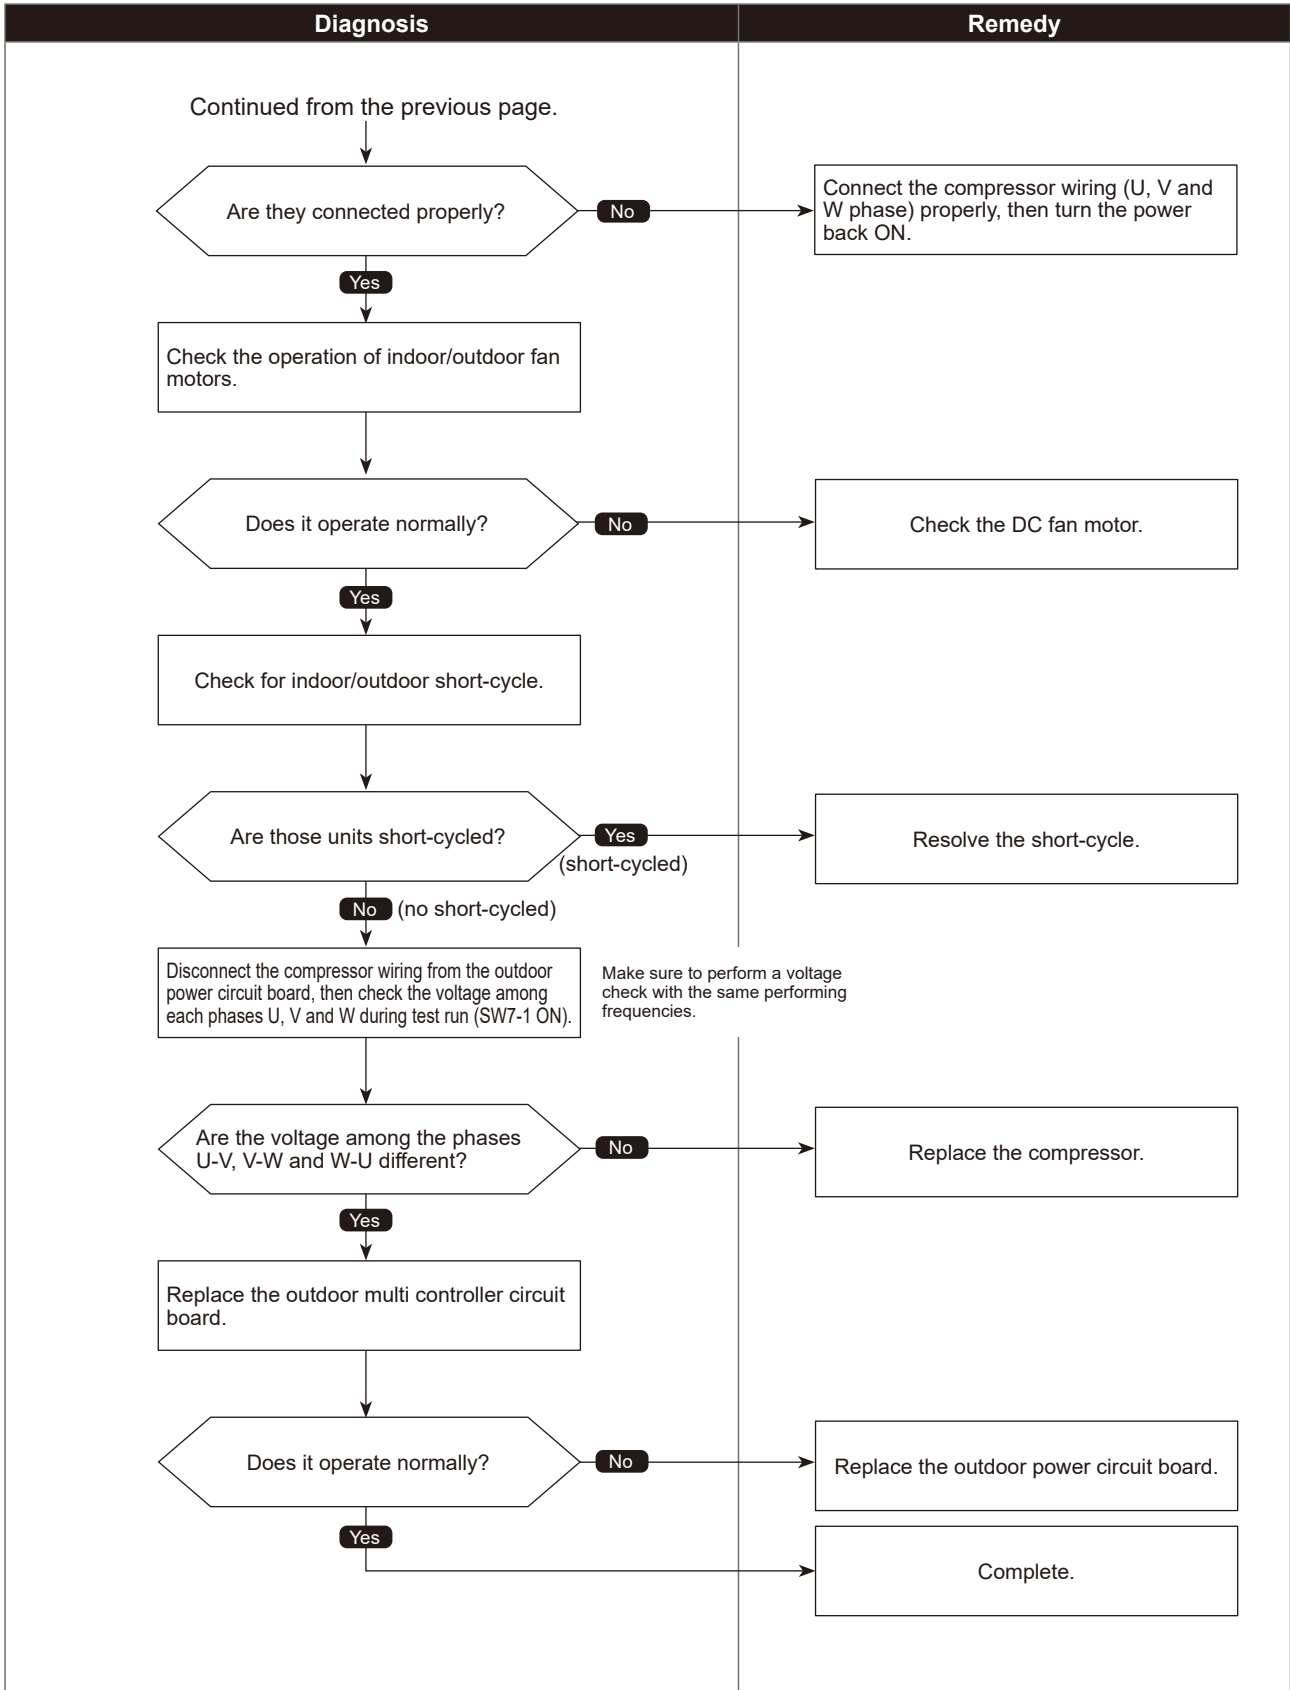 Diagnosis
Remedy
Continued from the previous page.
Are they connected properly?
No
Connect the compressor wiring (U, V and
W phase) properly, then turn the power
back ON.
Yes
Check the operation of indoor/outdoor fan
motors.
Does it operate normally?
No
Check the DC fan motor.
Yes
Check for indoor/outdoor short-cycle.
Are those units short-cycled?
Yes
(short-cycled)
Resolve the short-cycle.
No (no short-cycled)
Disconnect the compressor wiring from the outdoor
power circuit board, then check the voltage among
each phases U, V and W during test run (SW7-1 ON).
Make sure to perform a voltage
check with the same performing
frequencies.
Are the voltage among the phases
U-V, V-W and W-U different?
No
Replace the compressor.
Yes
Replace the outdoor multi controller circuit
board.
Does it operate normally?
No
Replace the outdoor power circuit board.
Yes
Complete.